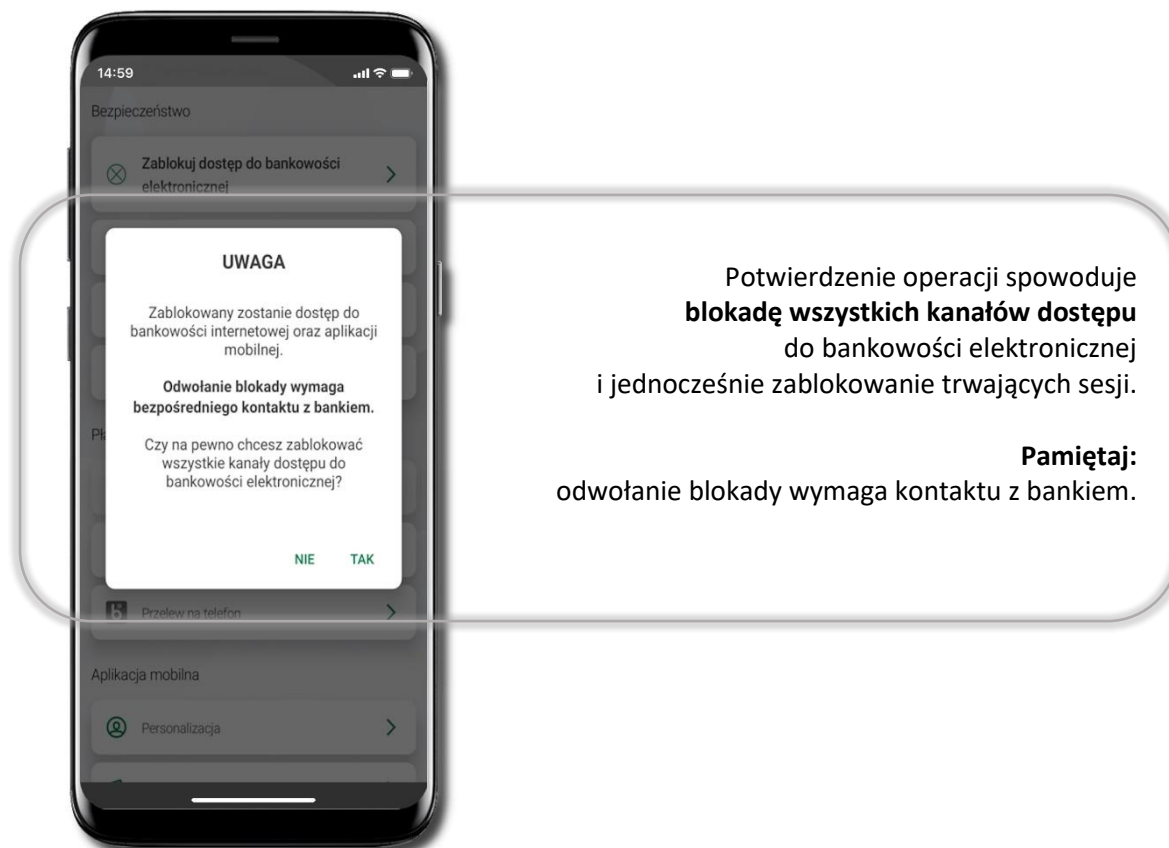 14:59
Bezpieczeństwo
Zablokuj dostęp do bankowości
elektronicznej
UWAGA
Zablokowany zostanie dostęp do
bankowości internetowej oraz aplikacji
mobilnej.
Odwołanie blokady wymaga
bezpośredniego kontaktu z bankiem.
Czy na pewno chcesz zablokować
wszystkie kanały dostępu do
bankowości elektronicznej?
NIE TAK
Przelew na telefon
Aplikacja mobilna
Personalizacja
Potwierdzenie operacji spowoduje
blokadę wszystkich kanałów dostępu
do bankowości elektronicznej
i jednocześnie zablokowanie trwających sesji.
Pamiętaj:
odwołanie blokady wymaga kontaktu z bankiem.